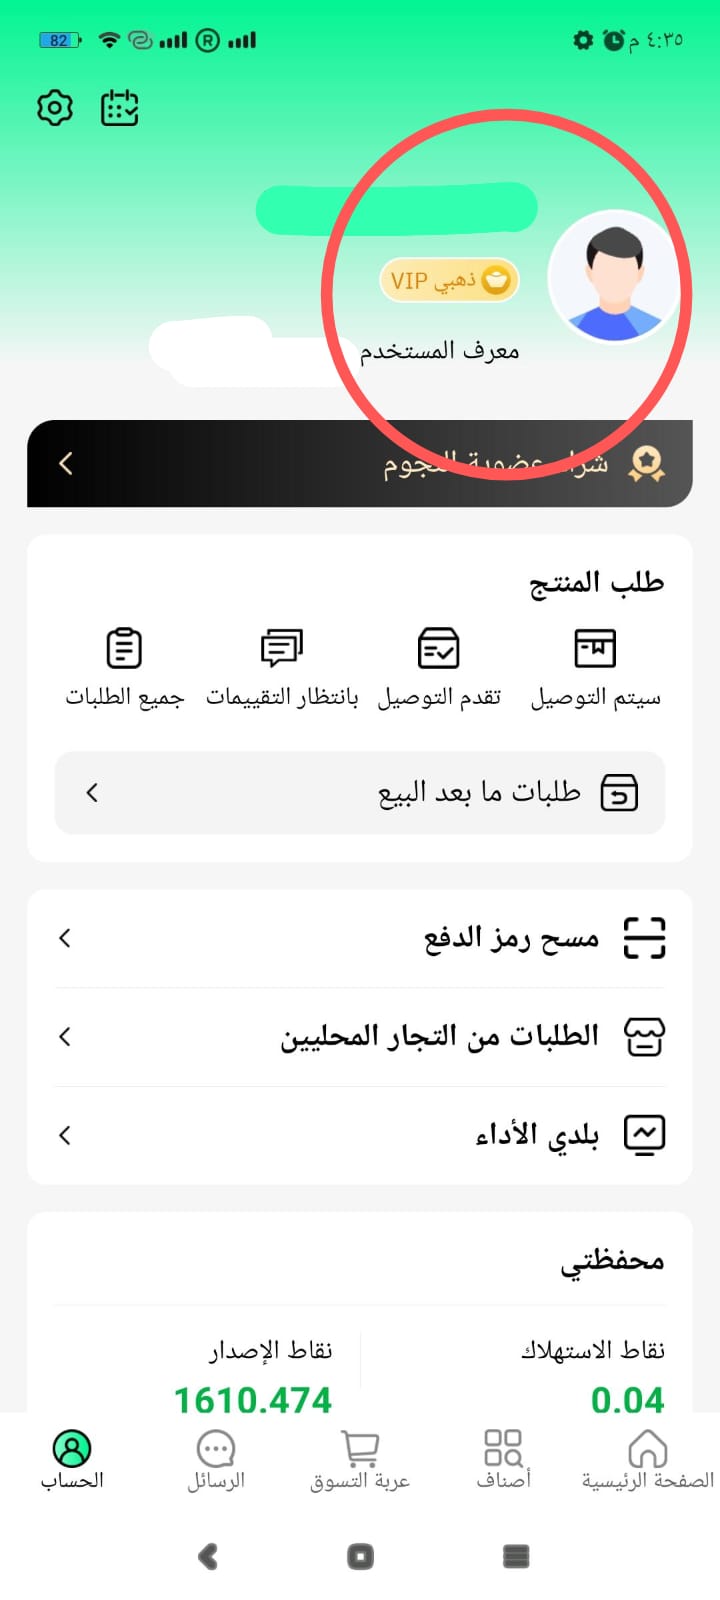 82
R
٤:٣٥ م
ذهبي VIP
معرف المستخدم
شراء عضوية النجوم
طلب المنتج
سيتم التوصيل
تقدم التوصيل
بانتظار التقييمات
جميع الطلبات
طلبات ما بعد البيع
مسح رمز الدفع
الطلبات من التجار المحليين
بلدي الأداء
محفظتي
نقاط الاستهلاك
نقاط الإصدار
0.04
1610.474
الصفحة الرئيسية
أصناف
عربة التسوق
الرسائل
الحساب